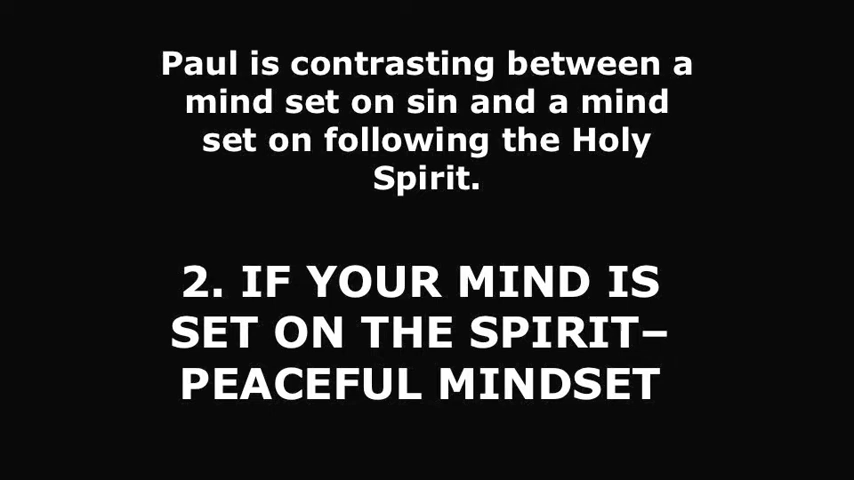 Paul is contrasting between a
mind set on sin and a mind
set on following the Holy
Spirit.
2. IF YOUR MIND IS
SET ON THE SPIRIT–
PEACEFUL MINDSET